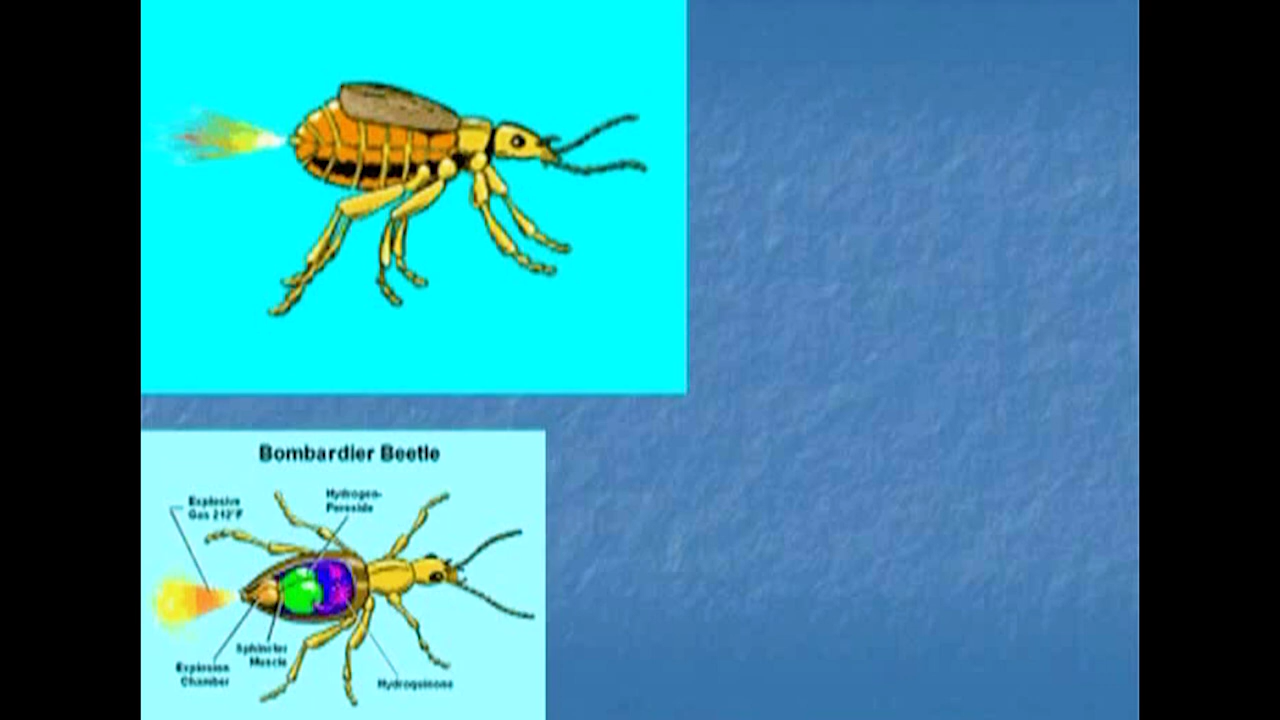 Bombardier Beetle
Explosive
Gas 212°F
Hydrogen-
Peroxide
Sphincter
Muscle
Explosion
Chamber
Hydroquinone